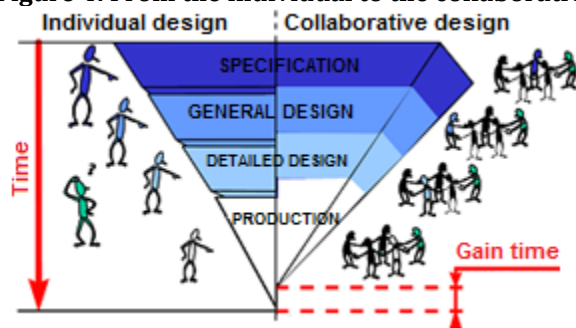 Individual design
Collaborative design
SPECIFICATION
GENERAL DESIGN
DETAILED DESIGN
PRODUCTION
Time
?
Gain time